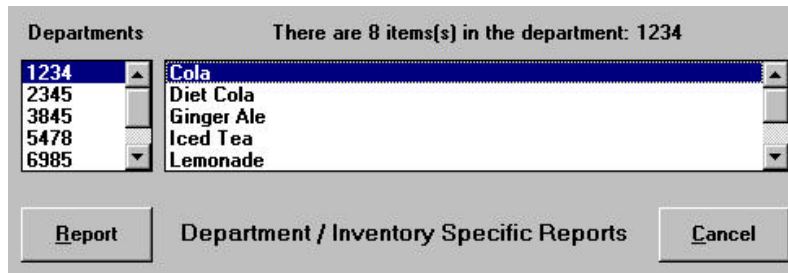 Departments There are 8 items(s) in the department: 1234
1234 Cola
2345 Diet Cola
3845 Ginger Ale
5478 Iced Tea
6985 Lemonade
Report Department / Inventory Specific Reports Cancel